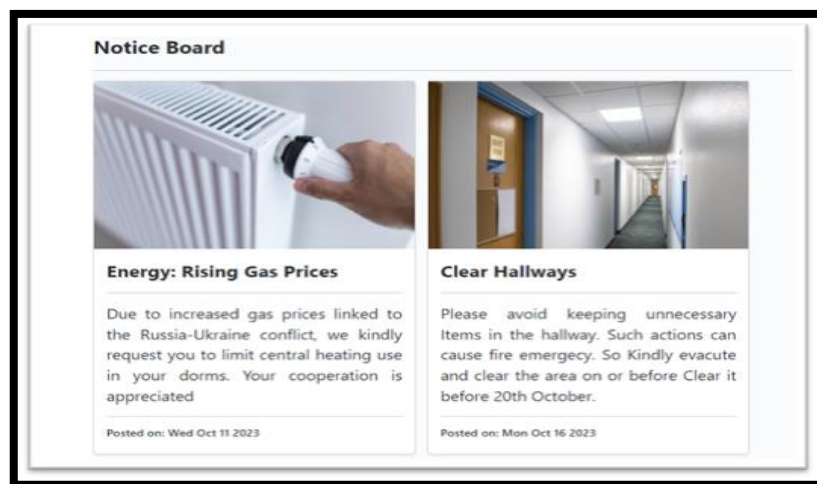 Notice Board
Energy: Rising Gas Prices
Due to increased gas prices linked to
the Russia-Ukraine conflict, we kindly
request you to limit central heating use
in your dorms. Your cooperation is
appreciated
Posted on: Wed Oct 11 2023
Clear Hallways
Please avoid keeping unnecessary
Items in the hallway. Such actions can
cause fire emergecy. So Kindly evacute
and clear the area on or before Clear it
before 20th October.
Posted on: Mon Oct 16 2023